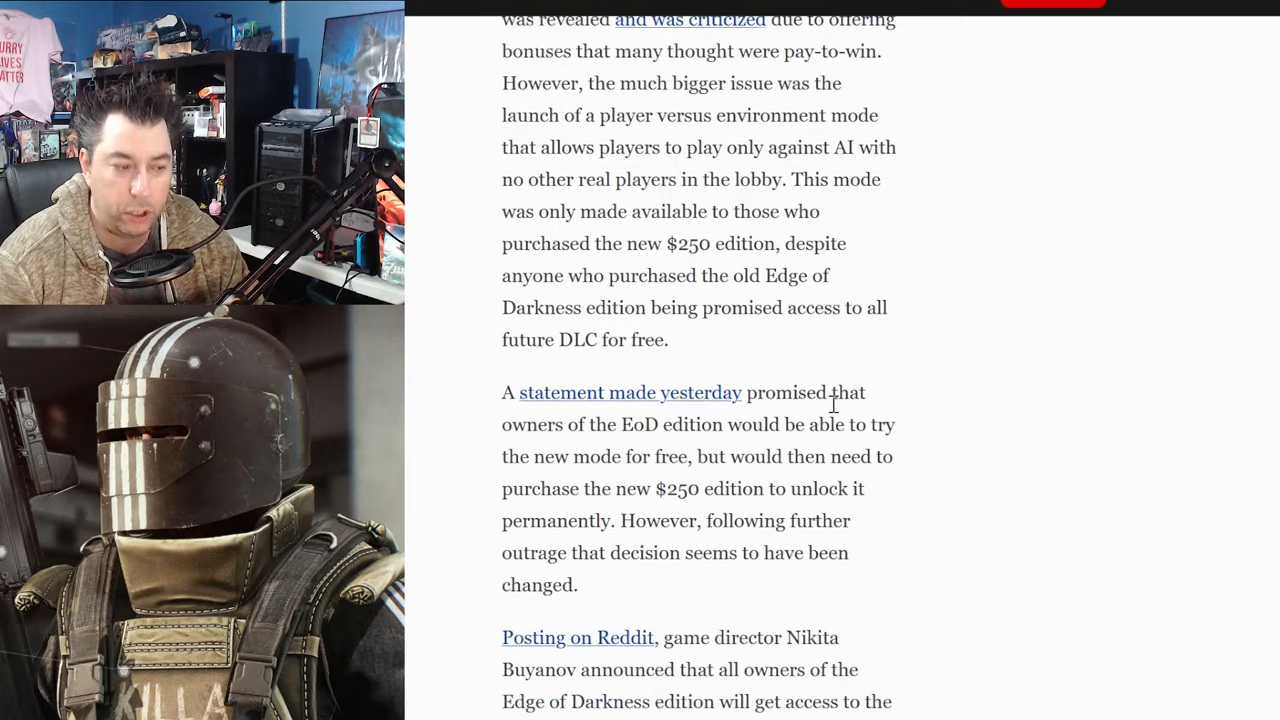 URRY
LIVES
ATTER
was revealed and was criticized due to offering
bonuses that many thought were pay-to-win.
However, the much bigger issue was the
launch of a player versus environment mode
that allows players to play only against AI with
no other real players in the lobby. This mode
was only made available to those who
purchased the new $250 edition, despite
anyone who purchased the old Edge of
Darkness edition being promised access to all
future DLC for free.
A statement made yesterday promised that
owners of the EoD edition would be able to try
the new mode for free, but would then need to
purchase the new $250 edition to unlock it
permanently. However, following further
outrage that decision seems to have been
changed.
Posting on Reddit, game director Nikita
Buyanov announced that all owners of the
Edge of Darkness edition will get access to the